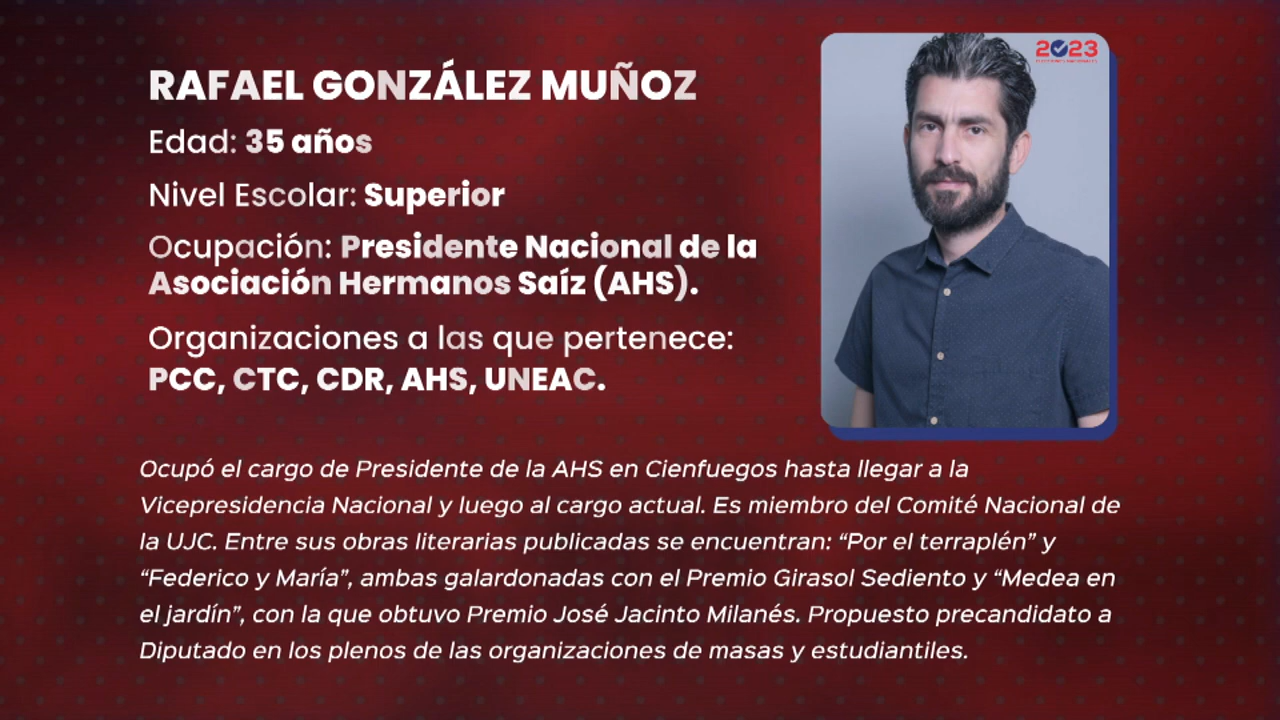 2023
RAFAEL GONZÁLEZ MUÑOZ
Edad: 35 años
Nivel Escolar: Superior
Ocupación: Presidente Nacional de la
Asociación Hermanos Saíz (AHS).
Organizaciones a las que pertenece:
PCC, CTC, CDR, AHS, UNEAC.
Ocupó el cargo de Presidente de la AHS en Cienfuegos hasta llegar a la
Vicepresidencia Nacional y luego al cargo actual. Es miembro del Comité Nacional de
la UJC. Entre sus obras literarias publicadas se encuentran: “Por el terraplén” y
“Federico y María”, ambas galardonadas con el Premio Girasol Sediento y “Medea en
el jardín”, con la que obtuvo Premio José Jacinto Milanés. Propuesto precandidato a
Diputado en los plenos de las organizaciones de masas y estudiantiles.